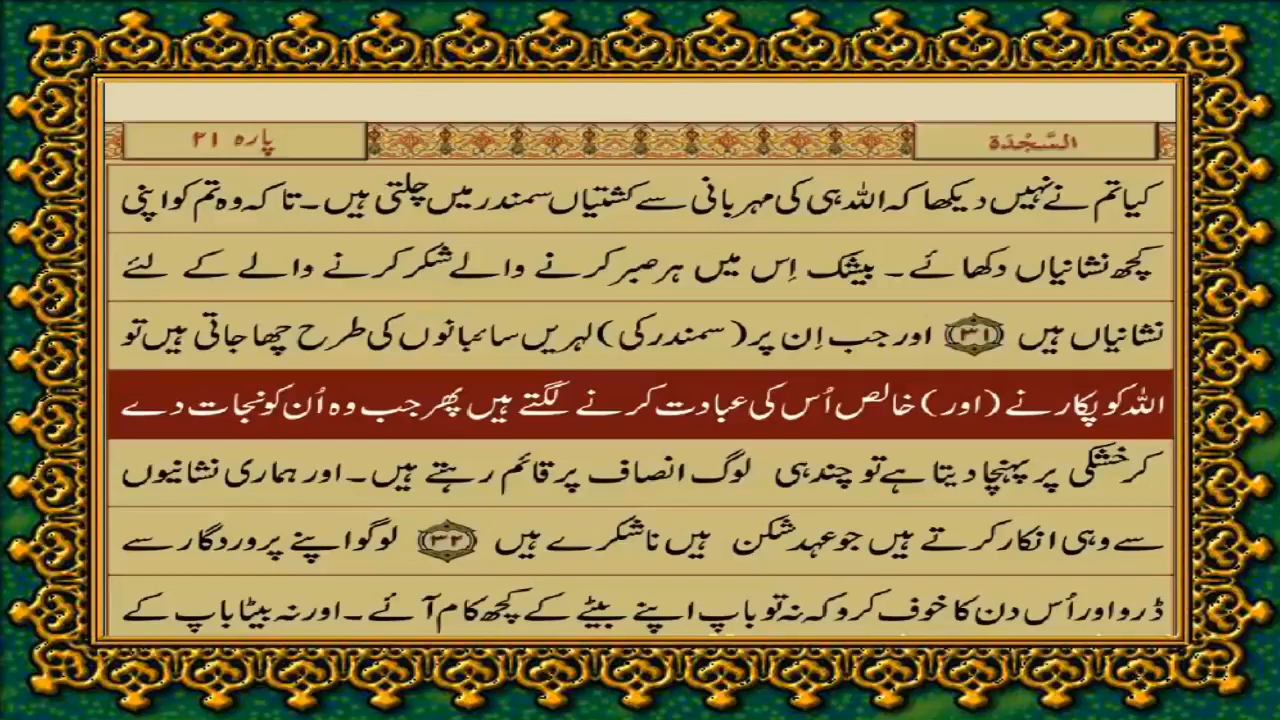 السَّجْدَة
پارہ ۲۱
کیا تم نے نہیں دیکھا کہ اللہ ہی کی مہربانی سے کشتیاں سمندر میں چلتی ہیں۔ تاکہ وہ تم کو اپنی
کچھ نشانیاں دکھائے۔ بیشک اِس میں ہر صبر کرنے والے شکر کرنے والے کے لئے
نشانیاں ہیں ۳۱ اور جب اِن پر (سمندر کی) لہریں سائبانوں کی طرح چھا جاتی ہیں تو
اللہ کو پکارنے (اور) خالص اُس کی عبادت کرنے لگتے ہیں پھر جب وہ اُن کو نجات دے
کر خشکی پر پہنچا دیتا ہے تو چند ہی لوگ انصاف پر قائم رہتے ہیں۔ اور ہماری نشانیوں
سے وہی انکار کرتے ہیں جو عہد شکن ہیں ناشکرے ہیں ۳۲ لوگو اپنے پروردگار سے
ڈرو اور اُس دن کا خوف کرو کہ نہ تو باپ اپنے بیٹے کے کچھ کام آئے۔ اور نہ بیٹا باپ کے